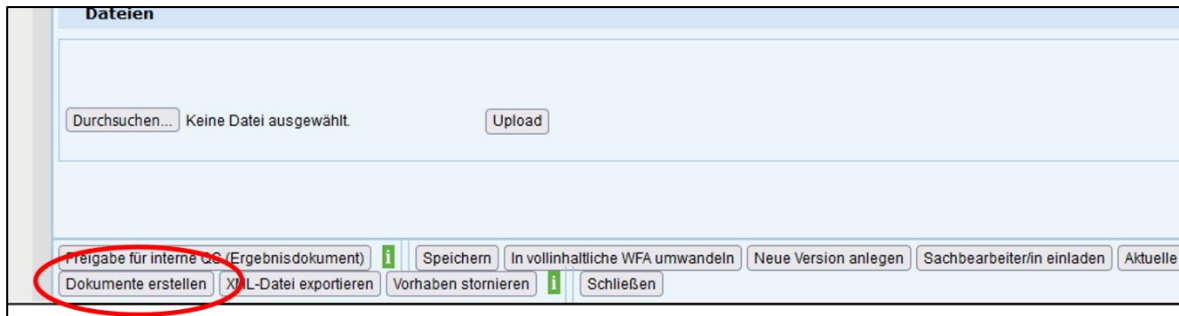 Dateien
Durchsuchen... Keine Datei ausgewählt. Upload
Freigabe für interne QS (Ergebnisdokument) i Speichern In vollinhaltliche WFA umwandeln Neue Version anlegen Sachbearbeiter/in einladen Aktuelle
Dokumente erstellen XML-Datei exportieren Vorhaben stornieren i Schließen